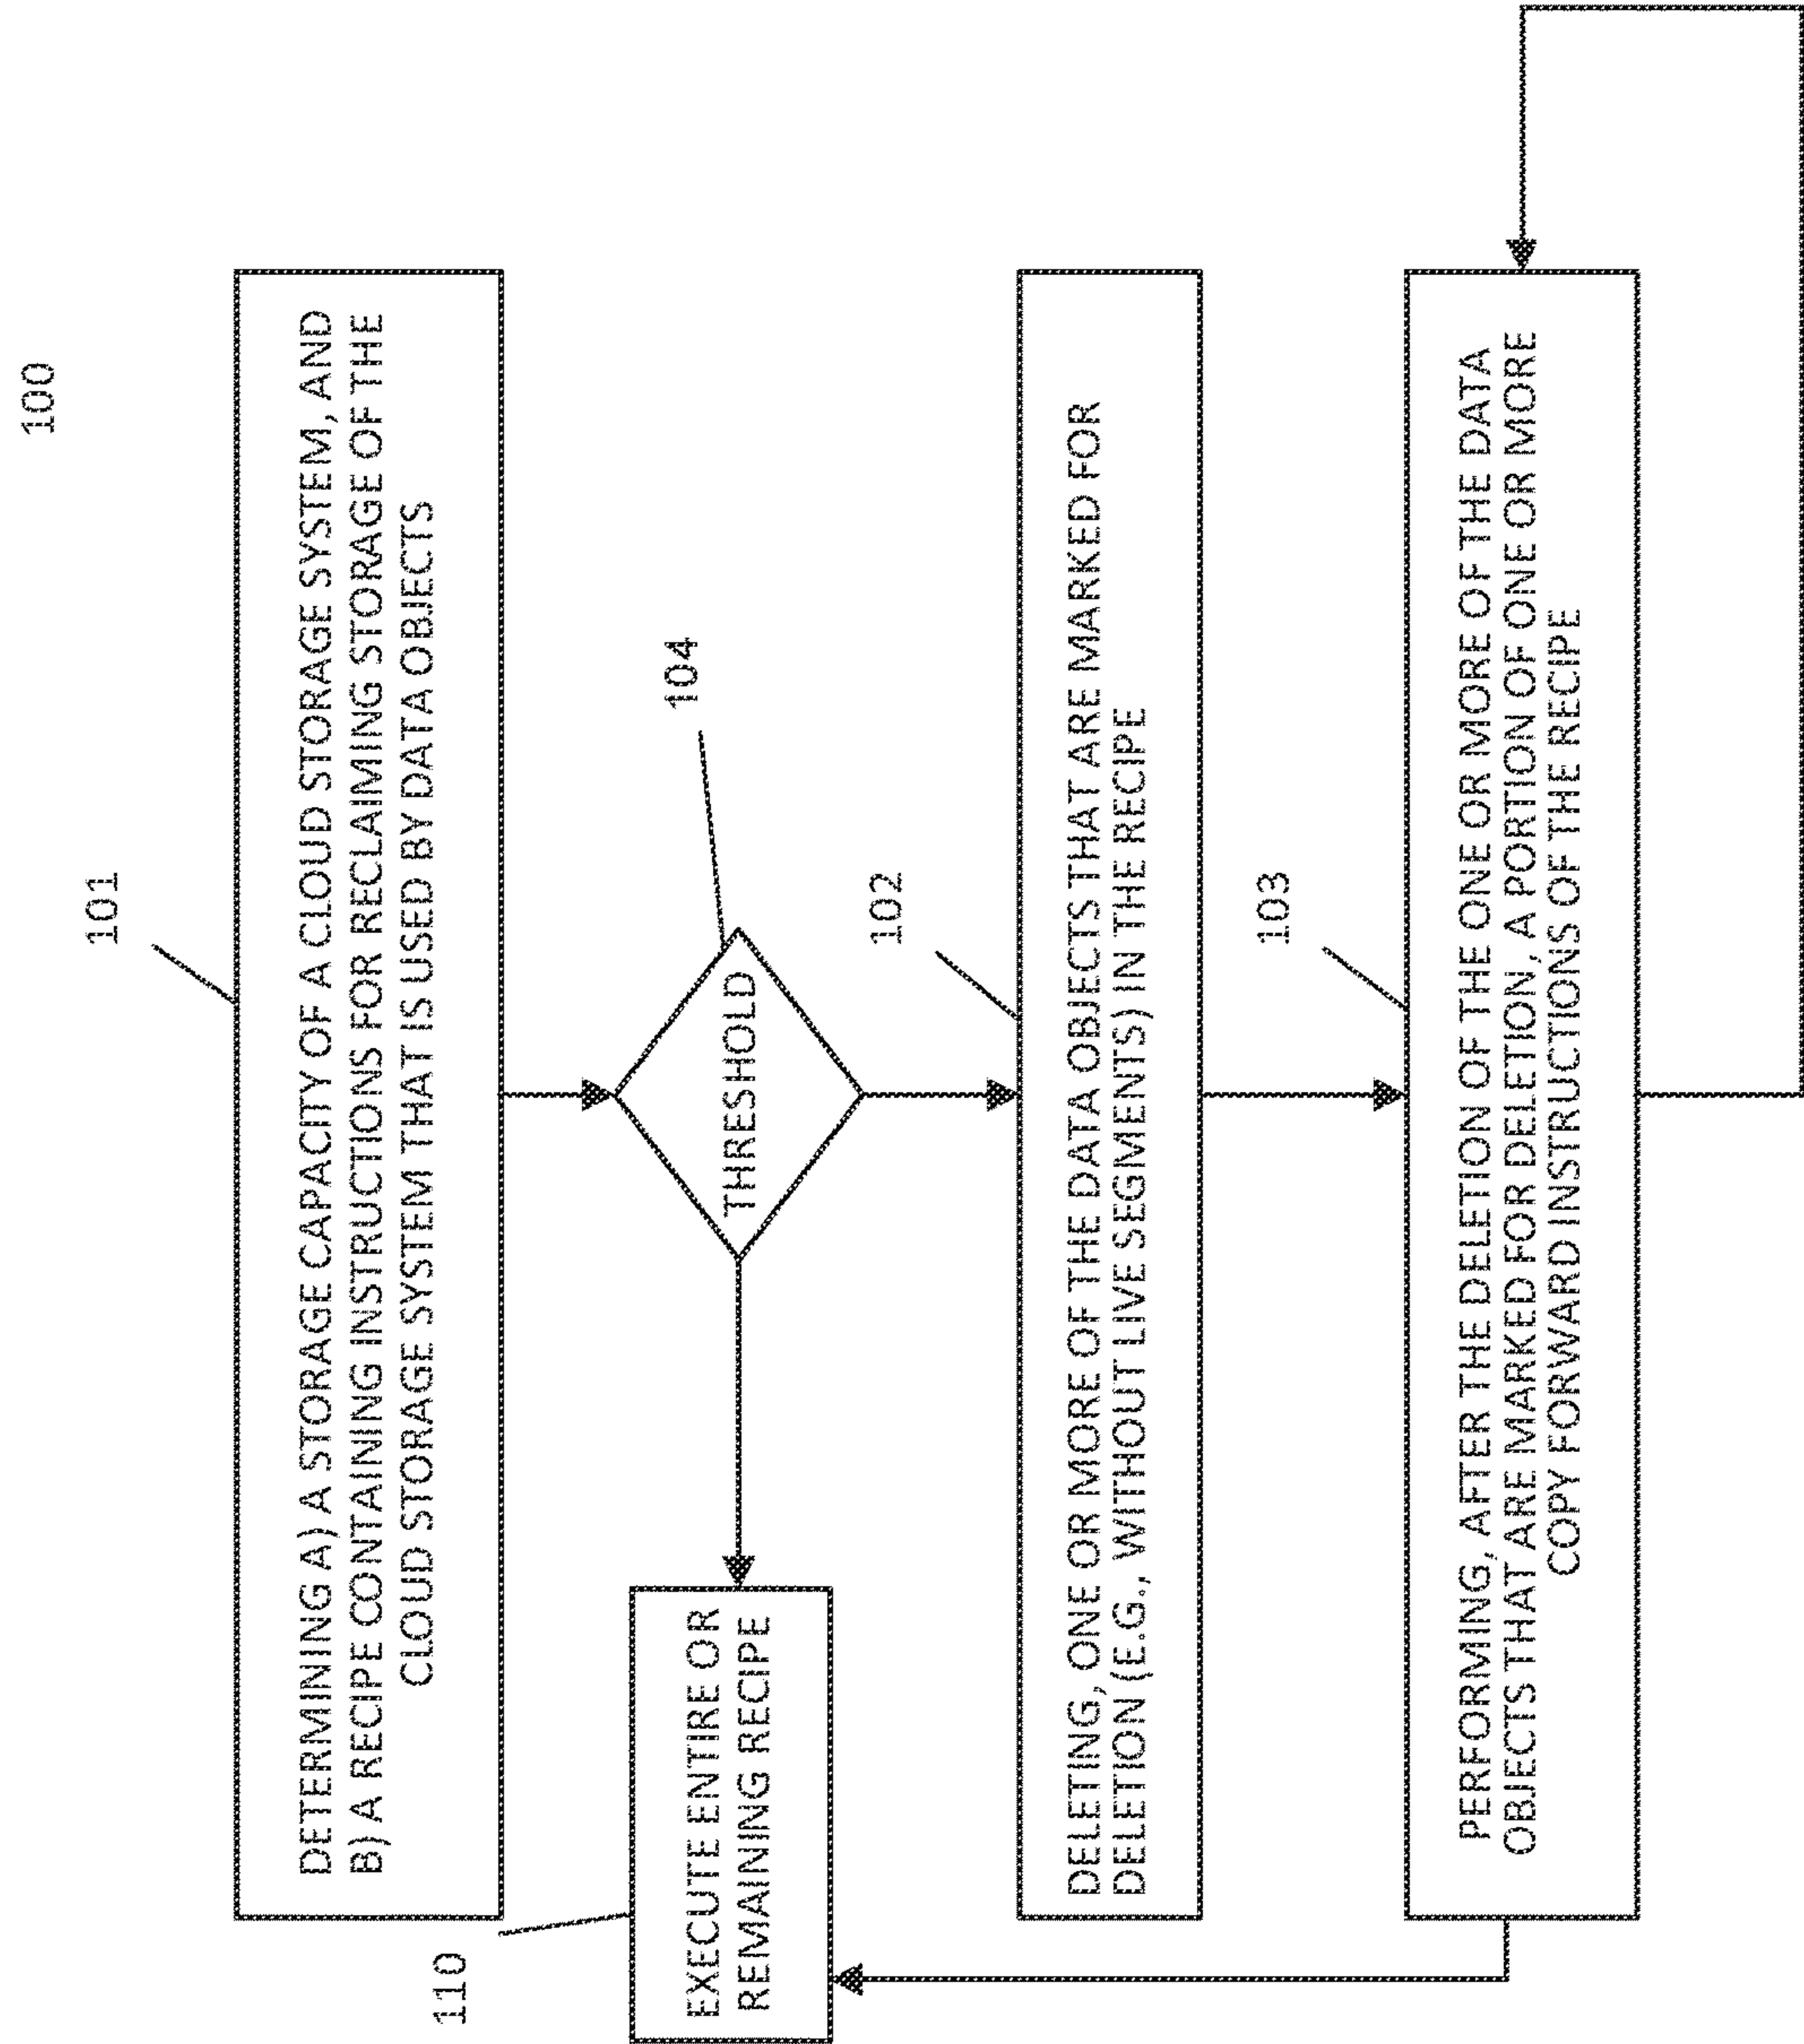 100
101
DETERMINING A) A STORAGE CAPACITY OF A CLOUD STORAGE SYSTEM, AND
B) A RECIPE CONTAINING INSTRUCTIONS FOR RECLAIMING STORAGE OF THE
CLOUD STORAGE SYSTEM THAT IS USED BY DATA OBJECTS
104
THRESHOLD
110
EXECUTE ENTIRE OR
REMAINING RECIPE
102
DELETING, ONE OR MORE OF THE DATA OBJECTS THAT ARE MARKED FOR
DELETION (E.G., WITHOUT LIVE SEGMENTS) IN THE RECIPE
103
PERFORMING, AFTER THE DELETION OF THE ONE OR MORE OF THE DATA
OBJECTS THAT ARE MARKED FOR DELETION, A PORTION OF ONE OR MORE
COPY FORWARD INSTRUCTIONS OF THE RECIPE